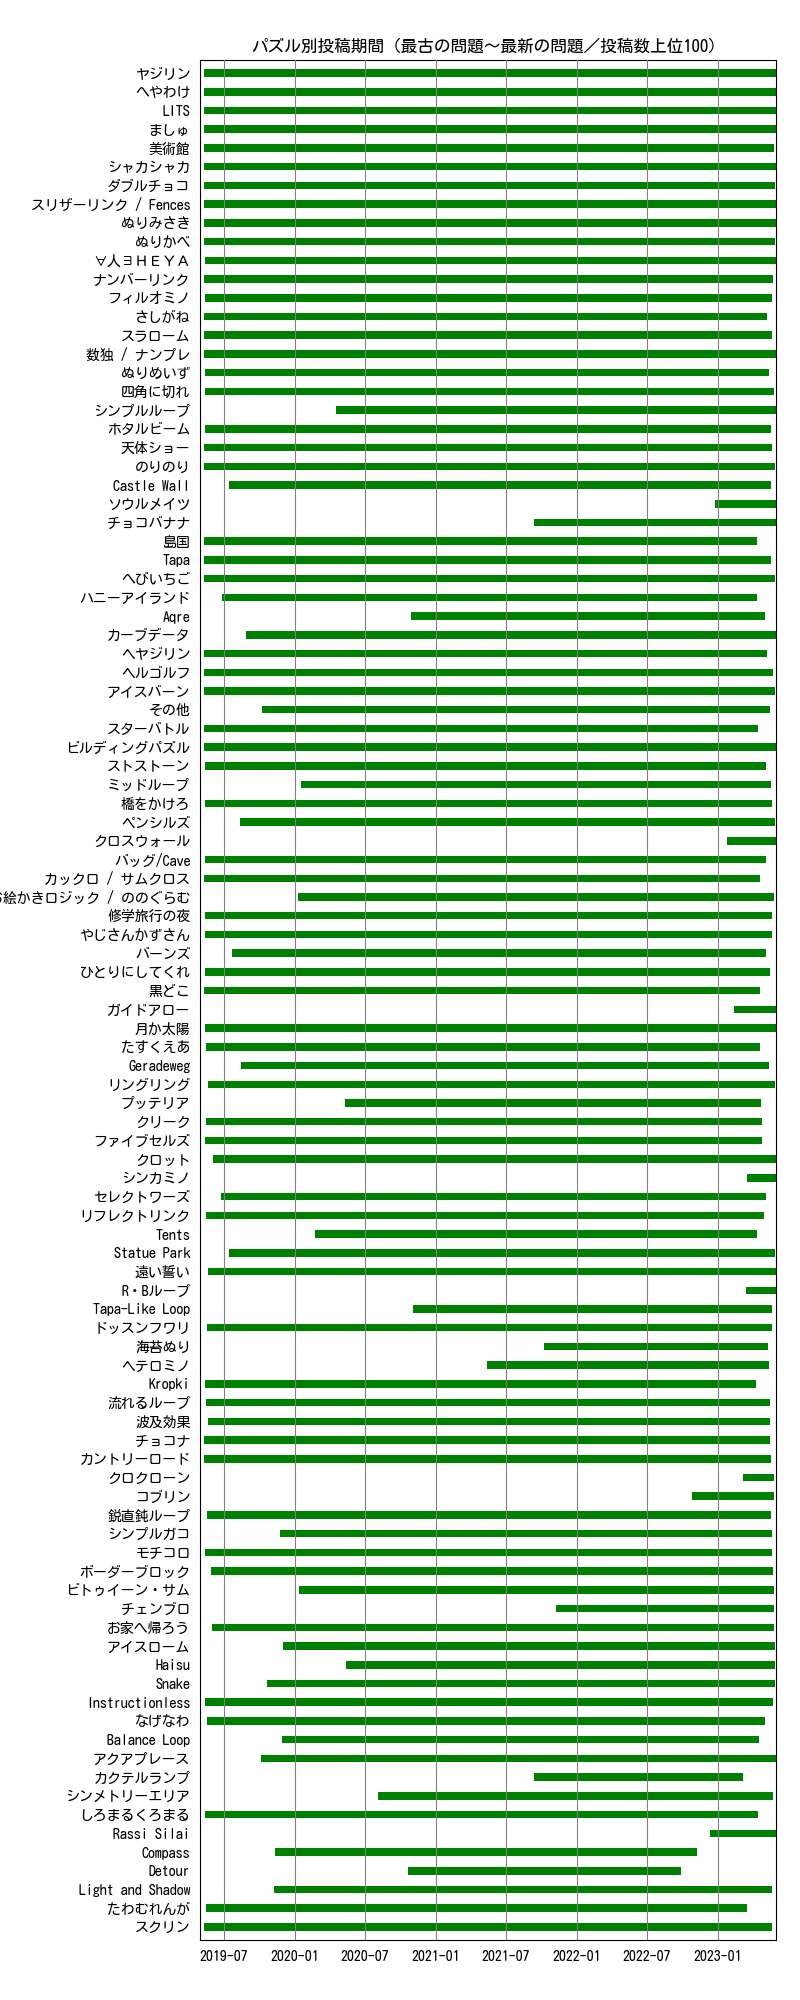 パズル別投稿期間（最古の問題～最新の問題／投稿数上位100）
ヤジリン
へやわけ
LITS
ましゅ
美術館
シャカシャカ
ダブルチョコ
スリザーリンク / Fences
ぬりみさき
ぬりかべ
∀人∃ＨＥＹＡ
ナンバーリンク
フィルオミノ
さしがね
スラローム
数独 / ナンプレ
ぬりめいず
四角に切れ
シンプルループ
ホタルビーム
天体ショー
のりのり
Castle Wall
ソウルメイツ
チョコバナナ
島国
Tapa
へびいちご
ハニーアイランド
Aqre
カーブデータ
ヘヤジリン
ヘルゴルフ
アイスバーン
その他
スターバトル
ビルディングパズル
ストストーン
ミッドループ
橋をかけろ
ペンシルズ
クロスウォール
バッグ/Cave
カックロ / サムクロス
絵かきロジック / ののぐらむ
修学旅行の夜
やじさんかずさん
バーンズ
ひとりにしてくれ
黒どこ
ガイドアロー
月か太陽
たすくえあ
Geradeweg
リングリング
プッテリア
クリーク
ファイブセルズ
クロット
シンカミノ
セレクトワーズ
リフレクトリンク
Tents
Statue Park
遠い誓い
R・Bループ
Tapa-Like Loop
ドッスンフワリ
海苔ぬり
ヘテロミノ
Kropki
流れるループ
波及効果
チョコナ
カントリーロード
クロクローン
コブリン
鋭直鈍ループ
シンプルガコ
モチコロ
ボーダーブロック
ビトゥイーン・サム
チェンブロ
お家へ帰ろう
アイスローム
Haisu
Snake
Instructionless
なげなわ
Balance Loop
アクアプレース
カクテルランプ
シンメトリーエリア
しろまるくろまる
Rassi Silai
Compass
Detour
Light and Shadow
たわむれんが
スクリン
2019-07 2020-01 2020-07 2021-01 2021-07 2022-01 2022-07 2023-01